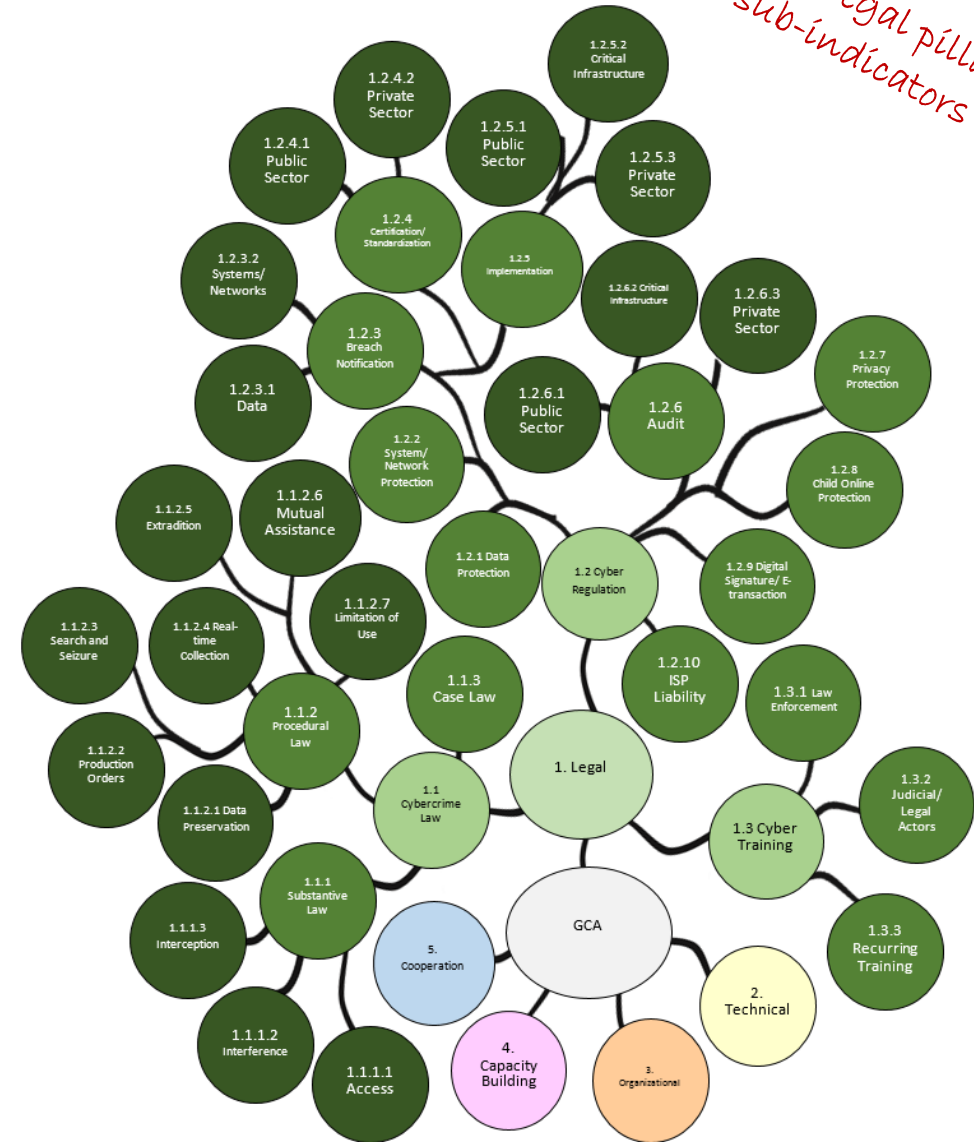 egal pill
sub-indicators
1.2.5.2
Critical
Infrastructure
1.2.4.2
Private
Sector
1.2.5.1
Public
Sector
1.2.4.1
Public
Sector
1.2.5.3
Private
Sector
1.2.4
Certification/
Standardization
1.2.3.2
Systems/
Networks
1.2.5
Implementation
1.2.6.2 Critical
Infrastructure
1.2.6.3
Private
Sector
1.2.3
Breach
Notification
1.2.7
Privacy
Protection
1.2.3.1
Data
1.2.6.1
Public
Sector
1.2.6
Audit
1.2.2
System/
Network
Protection
1.2.8
Child Online
Protection
1.1.2.6
Mutual
Assistance
1.1.2.5
Extradition
1.2.1 Data
Protection
1.2 Cyber
Regulation
1.2.9 Digital
Signature/ E-
transaction
1.1.2.7
Limitation of
Use
1.1.2.3
Search and
Seizure
1.1.2.4 Real-
time
Collection
1.1.3
Case Law
1.2.10
ISP
Liability
1.3.1 Law
Enforcement
1.1.2
Procedural
Law
1.1.2.2
Production
Orders
1. Legal
1.1
Cybercrime
Law
1.3.2
Judicial/
Legal
Actors
1.1.2.1 Data
Preservation
1.3 Cyber
Training
1.1.1
Substantive
Law
1.1.1.3
Interception
GCA
1.3.3
Recurring
Training
5.
Cooperation
2.
Technical
1.1.1.2
Interference
4.
Capacity
Building
3.
Organizational
1.1.1.1
Access